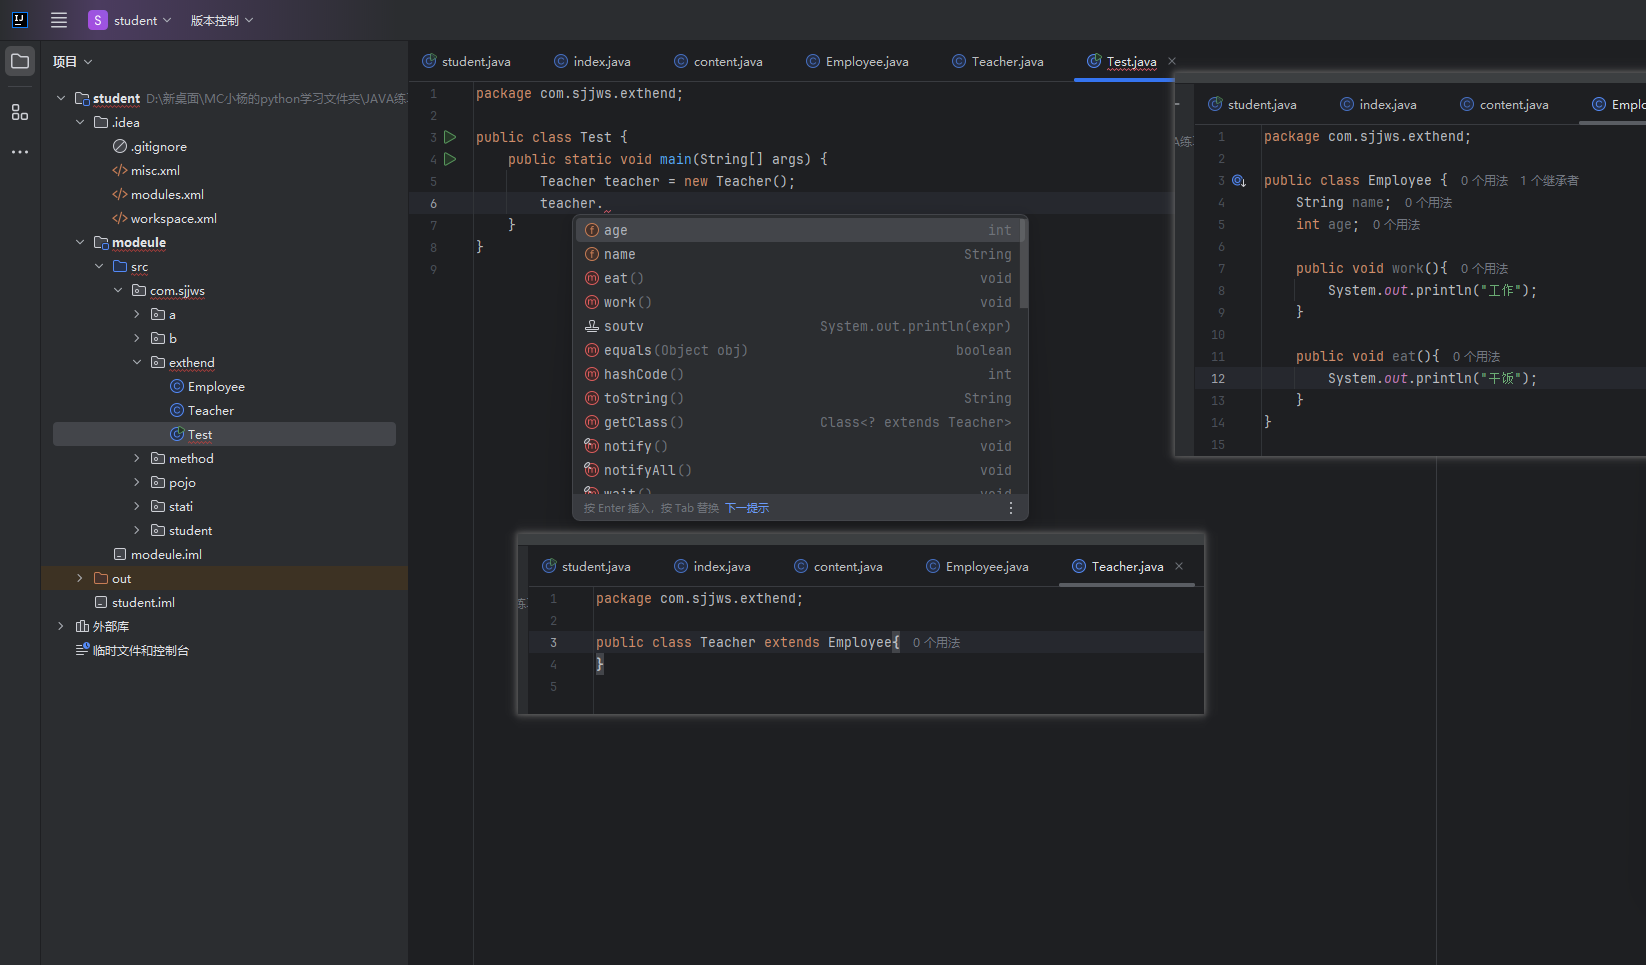 S student 版本控制
项目
student D:\新桌面\MC小杨的python学习文件夹\JAVA练
.idea
.gitignore
misc.xml
modules.xml
workspace.xml
modeule
src
com.sjjws
a
b
exthend
Employee
Teacher
Test
method
pojo
stati
student
modeule.iml
out
student.iml
外部库
临时文件和控制台
student.java index.java content.java Employee.java Teacher.java Test.java
1 package com.sjjws.exthend;
2
3 public class Test {
4 public static void main(String[] args) {
5 Teacher teacher = new Teacher();
6 teacher.
7 }
8 }
9
age int
name String
eat() void
work() void
soutv System.out.println(expr)
equals(Object obj) boolean
hashCode() int
toString() String
getClass() Class<? extends Teacher>
notify() void
notifyAll() void
wait() void
按 Enter 插入，按 Tab 替换 下一提示
student.java index.java content.java Emplo
A练
1 package com.sjjws.exthend;
2
3 public class Employee { 0 个用法 1 个继承者
4 String name; 0 个用法
5 int age; 0 个用法
6
7 public void work(){ 0 个用法
8 System.out.println("工作");
9 }
10
11 public void eat(){ 0 个用法
12 System.out.println("干饭");
13 }
14 }
15
student.java index.java content.java Employee.java Teacher.java
练
1 package com.sjjws.exthend;
2
3 public class Teacher extends Employee{ 0 个用法
4 }
5